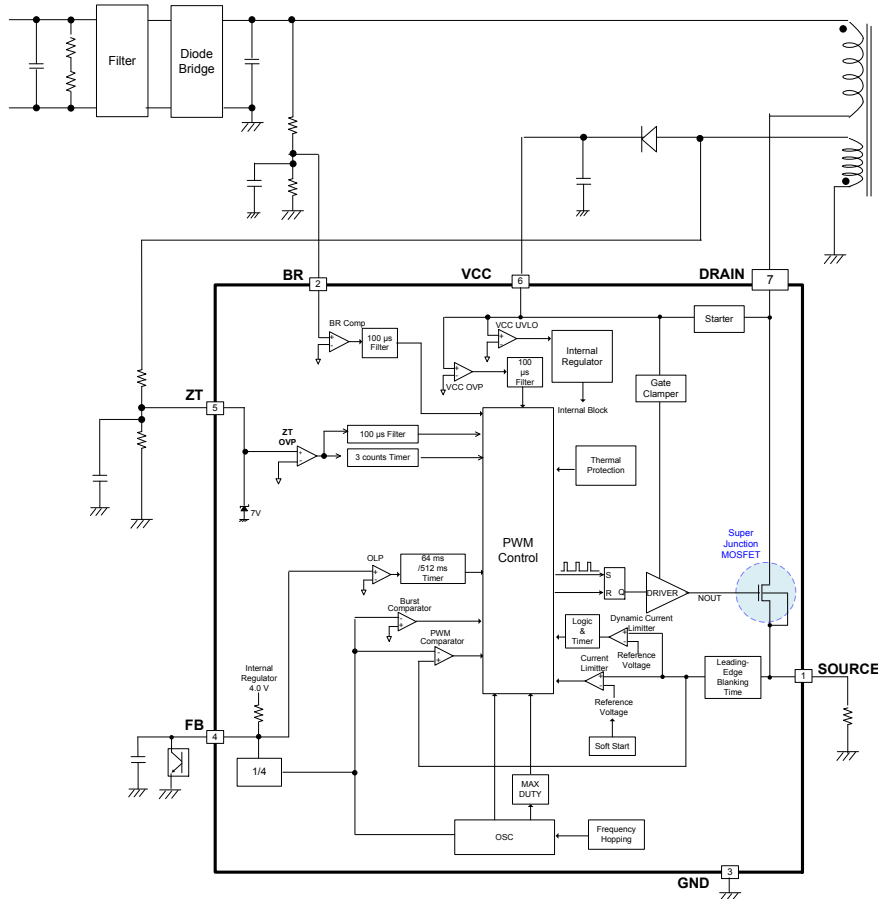 Filter
Diode
Bridge
BR
2
VCC
6
DRAIN
7
BR Comp
100 µs
Filter
VCC UVLO
VCC OVP
100
µs
Filter
Internal
Regulator
Internal Block
Starter
Gate
Clamper
ZT
5
ZT
OVP
100 µs Filter
3 counts Timer
7V
Thermal
Protection
PWM
Control
Super
Junction
MOSFET
OLP
64 ms
/512 ms
Timer
S
R
Q
DRIVER
NOUT
Burst
Comparator
PWM
Comparator
Logic
&
Timer
Dynamic Current
Limitter
Reference
Voltage
Current
Limitter
Reference
Voltage
Leading-
Edge
Blanking
Time
1
SOURCE
Internal
Regulator
4.0 V
FB
4
1/4
Soft Start
MAX
DUTY
OSC
Frequency
Hopping
3
GND
+
-
+
-
+
-
+
-
+
-
+
-
-
+
+
-
+
-